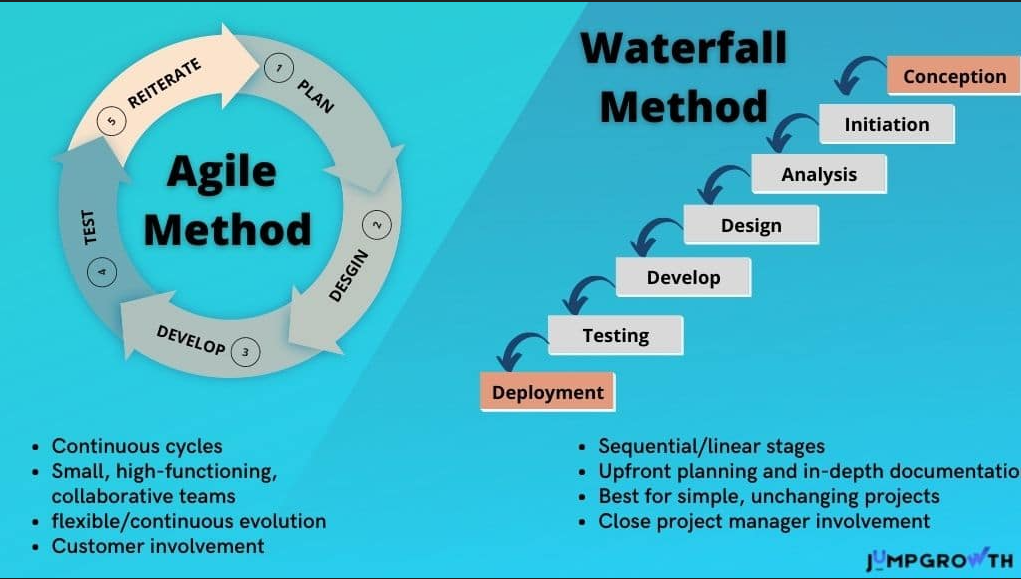 Agile
Method
1 PLAN
2 DESGIN
3 DEVELOP
4 TEST
5 REITERATE
• Continuous cycles
• Small, high-functioning,
collaborative teams
• flexible/continuous evolution
• Customer involvement
Waterfall
Method
Conception
Initiation
Analysis
Design
Develop
Testing
Deployment
• Sequential/linear stages
• Upfront planning and in-depth documentatio
• Best for simple, unchanging projects
• Close project manager involvement
JUMPGROWTH